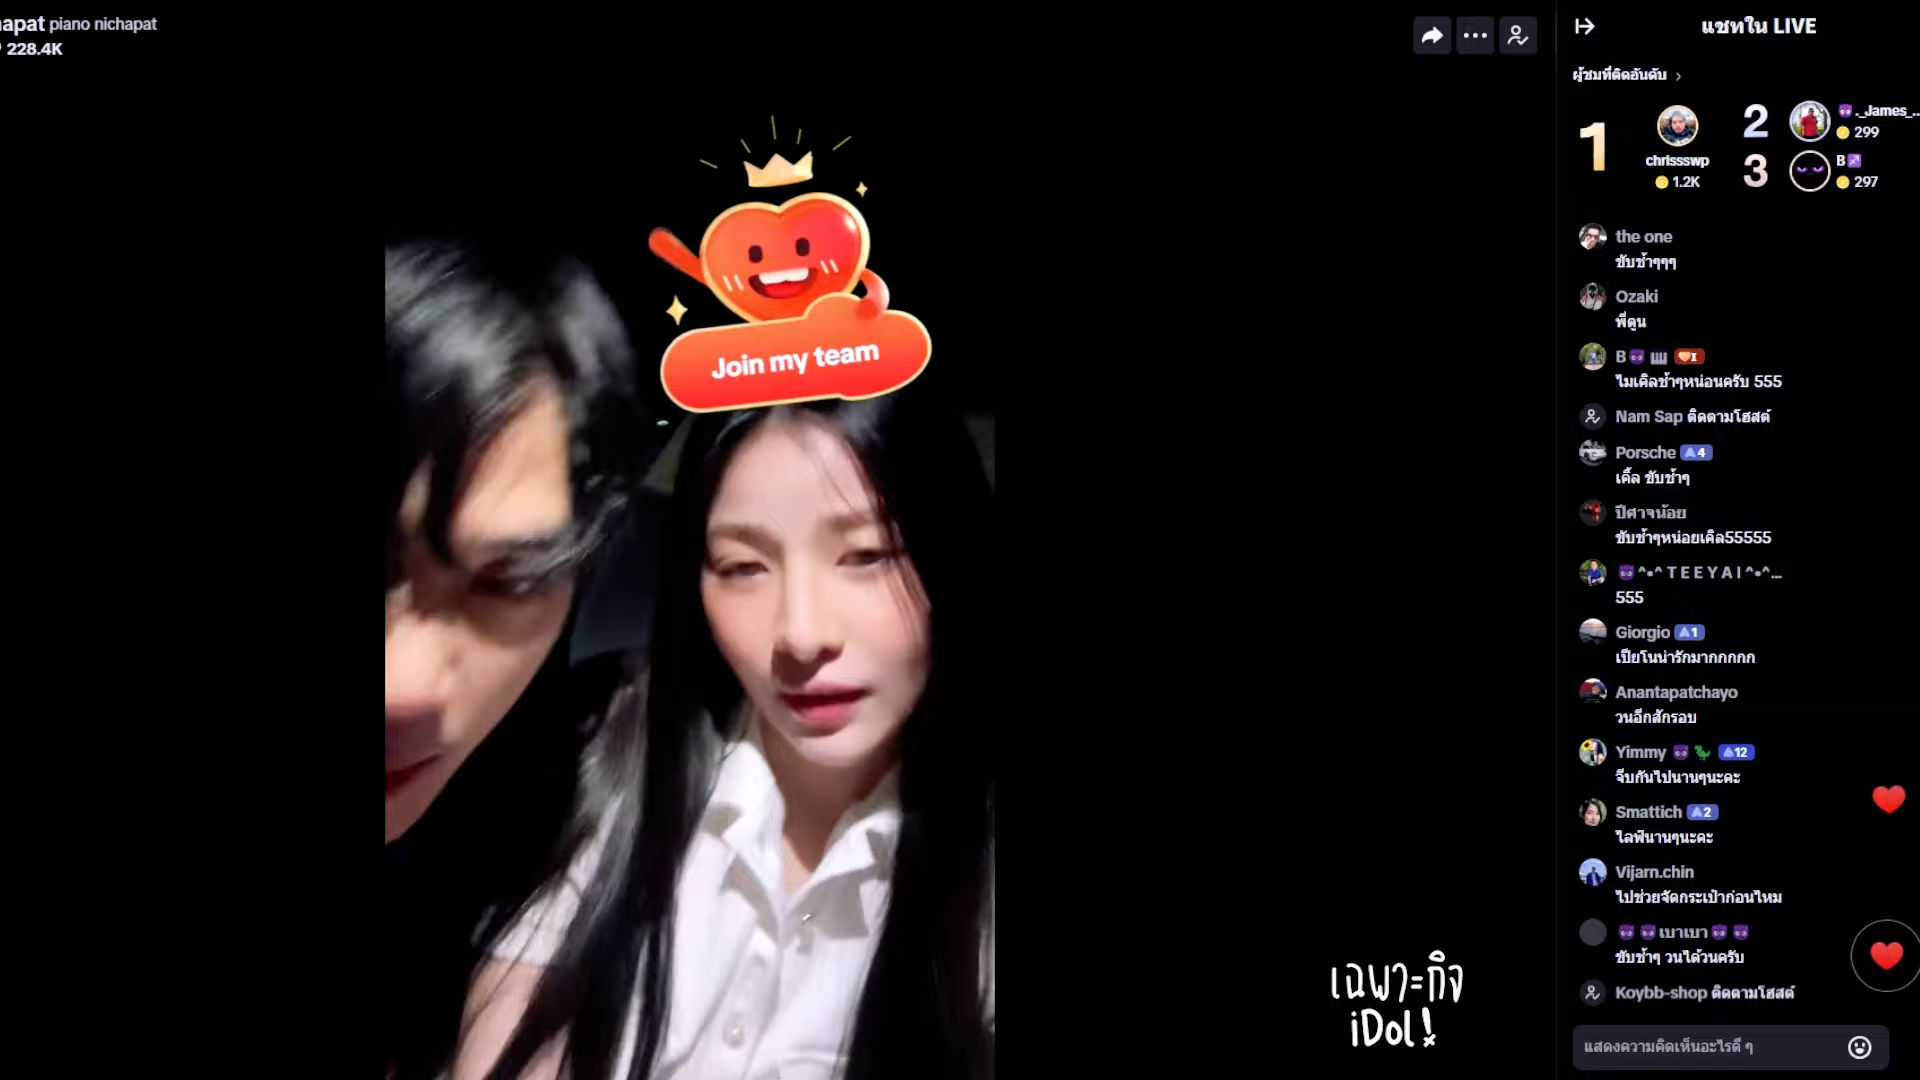 apat piano nichapat
228.4K
Join my team
เฉพาะกิจ
iDol!
แชทใน LIVE
ผู้ชมที่ติดอันดับ
1
chrissswp
1.2K
2
._James_...
299
3
B
297
the one
ขับช้าๆๆๆ
Ozaki
พี่ตูน
B I
ไมเคิลช้าๆหน่อนครับ 555
Nam Sap ติดตามโฮสต์
Porsche 4
เคิ้ล ขับช้าๆ
ปีศาจน้อย
ขับช้าๆหน่อยเคิล55555
^•^ T E E Y A I ^•^...
555
Giorgio 1
เปียโนน่ารักมากกกกก
Anantapatchayo
วนอีกสักรอบ
Yimmy 12
จีบกันไปนานๆนะคะ
Smattich 2
ไลฟ์นานๆนะคะ
Vijarn.chin
ไปช่วยจัดกระเป๋าก่อนไหม
เบาเบา
ขับช้าๆ วนได้วนครับ
Koybb-shop ติดตามโฮสต์
แสดงความคิดเห็นอะไรดี ๆ